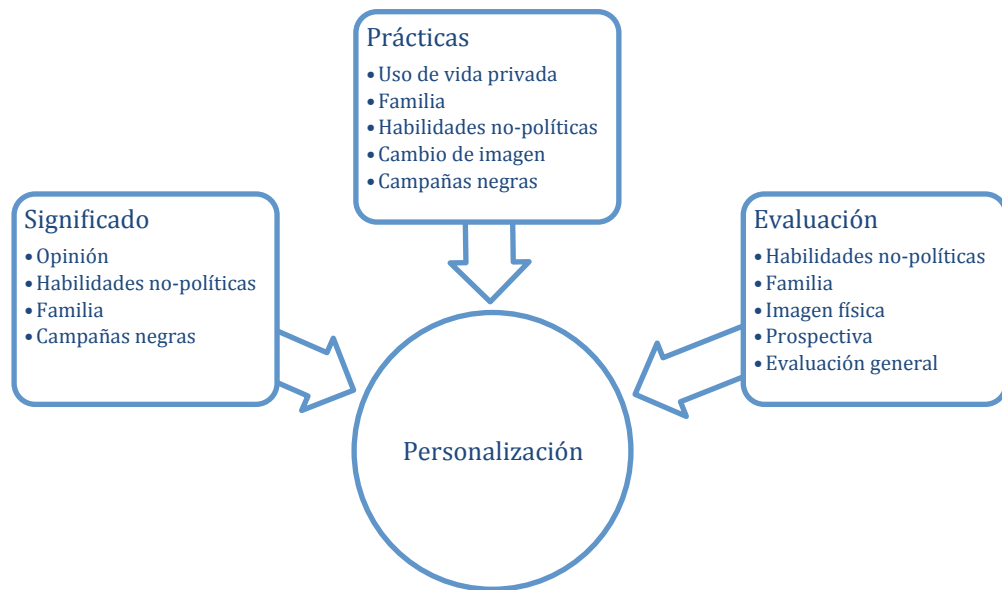 Prácticas
• Uso de vida privada
• Familia
• Habilidades no-políticas
• Cambio de imagen
• Campañas negras
Significado
• Opinión
• Habilidades no-políticas
• Familia
• Campañas negras
Evaluación
• Habilidades no-políticas
• Familia
• Imagen física
• Prospectiva
• Evaluación general
Personalización